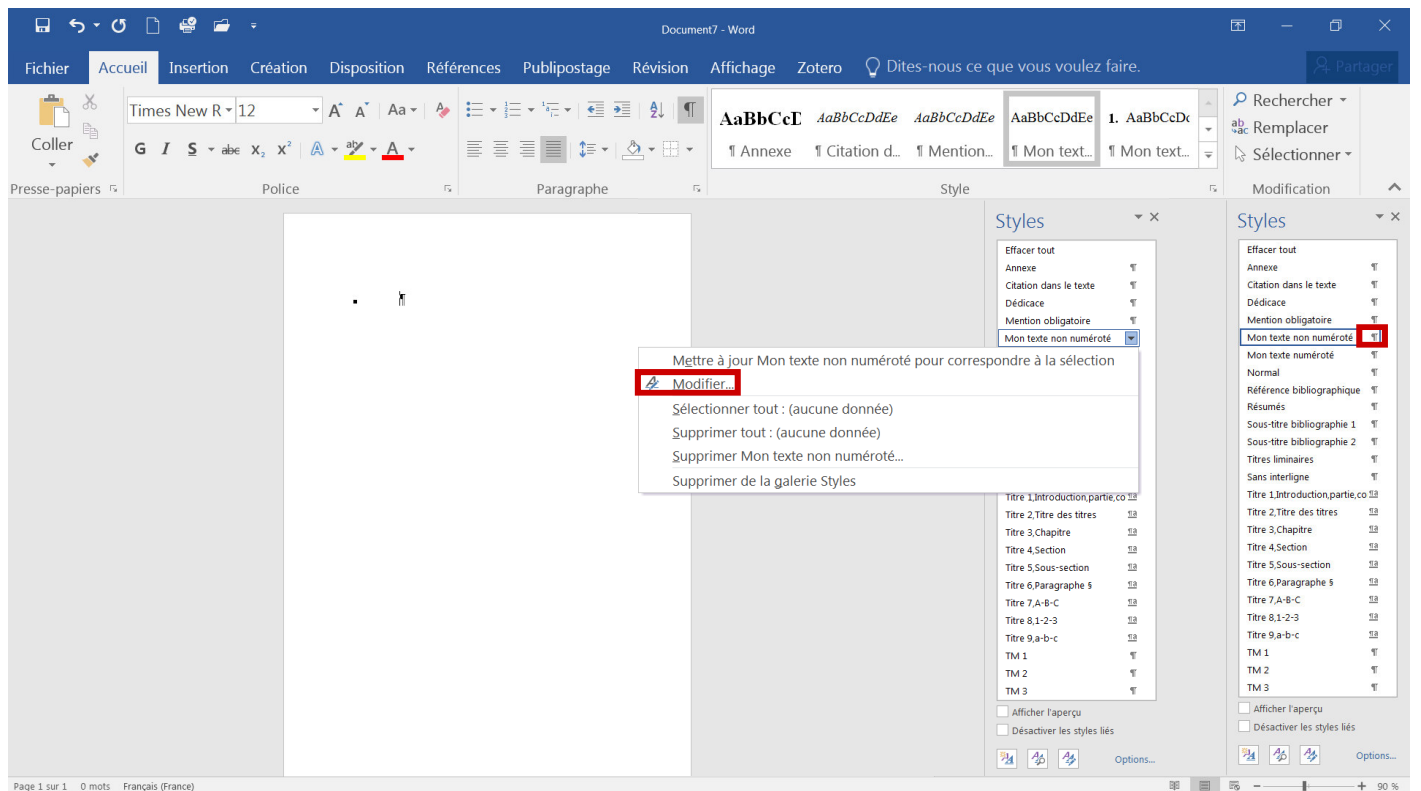 Document7 - Word
Fichier Accueil Insertion Création Disposition Références Publipostage Révision Affichage Zotero Dites-nous ce que vous voulez faire. Partager
Coller
Times New R 12 A A Aa
G I S abc X2 X² A aby A
AaBbCcD AaBbCcDdEe AaBbCcDdEe AaBbCcDdEe 1. AaBbCcDc
¶ Annexe ¶ Citation d... ¶ Mention... ¶ Mon text... ¶ Mon text...
Rechercher
Remplacer
Sélectionner
Presse-papiers Police Paragraphe Style Modification
Styles
Effacer tout
Annexe ¶
Citation dans le texte ¶
Dédicace ¶
Mention obligatoire ¶
Mon texte non numéroté
Mettre à jour Mon texte non numéroté pour correspondre à la sélection
Modifier...
Sélectionner tout : (aucune donnée)
Supprimer tout : (aucune donnée)
Supprimer Mon texte non numéroté...
Supprimer de la galerie Styles
Titre 1,Introduction,partie,co ¶a
Titre 2,Titre des titres ¶a
Titre 3,Chapitre ¶a
Titre 4,Section ¶a
Titre 5,Sous-section ¶a
Titre 6,Paragraphe § ¶a
Titre 7,A-B-C ¶a
Titre 8,1-2-3 ¶a
Titre 9,a-b-c ¶a
TM 1 ¶
TM 2 ¶
TM 3 ¶
Afficher l'aperçu
Désactiver les styles liés
Options...
Styles
Effacer tout
Annexe ¶
Citation dans le texte ¶
Dédicace ¶
Mention obligatoire ¶
Mon texte non numéroté ¶
Mon texte numéroté ¶
Normal ¶
Référence bibliographique ¶
Résumés ¶
Sous-titre bibliographie 1 ¶
Sous-titre bibliographie 2 ¶
Titres liminaires ¶
Sans interligne ¶
Titre 1,Introduction,partie,co ¶a
Titre 2,Titre des titres ¶a
Titre 3,Chapitre ¶a
Titre 4,Section ¶a
Titre 5,Sous-section ¶a
Titre 6,Paragraphe § ¶a
Titre 7,A-B-C ¶a
Titre 8,1-2-3 ¶a
Titre 9,a-b-c ¶a
TM 1 ¶
TM 2 ¶
TM 3 ¶
Afficher l'aperçu
Désactiver les styles liés
Options...
Page 1 sur 1 0 mots Français (France) 90 %